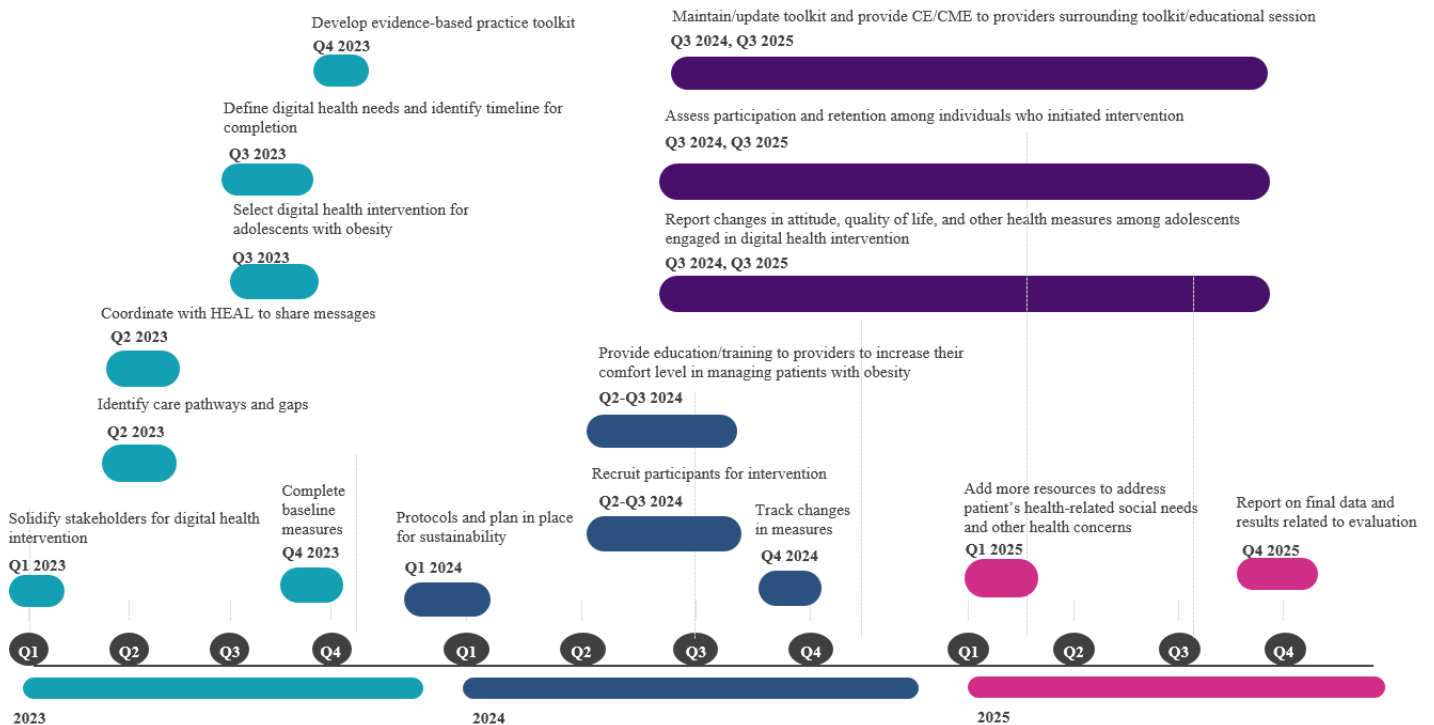 Develop evidence-based practice toolkit
Q4 2023
Maintain/update toolkit and provide CE/CME to providers surrounding toolkit/educational session
Q3 2024, Q3 2025
Define digital health needs and identify timeline for
completion
Q3 2023
Assess participation and retention among individuals who initiated intervention
Q3 2024, Q3 2025
Select digital health intervention for
adolescents with obesity
Q3 2023
Report changes in attitude, quality of life, and other health measures among adolescents
engaged in digital health intervention
Q3 2024, Q3 2025
Coordinate with HEAL to share messages
Q2 2023
Provide education/training to providers to increase their
comfort level in managing patients with obesity
Q2-Q3 2024
Identify care pathways and gaps
Q2 2023
Recruit participants for intervention
Q2-Q3 2024
Solidify stakeholders for digital health
intervention
Q1 2023
Complete
baseline
measures
Q4 2023
Protocols and plan in place
for sustainability
Q1 2024
Track changes
in measures
Q4 2024
Add more resources to address
patient’s health-related social needs
and other health concerns
Q1 2025
Report on final data and
results related to evaluation
Q4 2025
Q1
Q2
Q3
Q4
Q1
Q2
Q3
Q4
Q1
Q2
Q3
Q4
2023
2024
2025